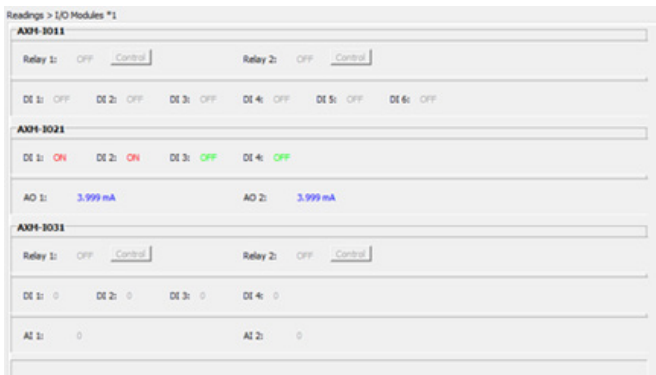 Readings > I/O Modules *1
AXM-IO11
Relay 1: OFF Control Relay 2: OFF Control
DI 1: OFF DI 2: OFF DI 3: OFF DI 4: OFF DI 5: OFF DI 6: OFF
AXM-IO21
DI 1: ON DI 2: ON DI 3: OFF DI 4: OFF
AO 1: 3.999 mA AO 2: 3.999 mA
AXM-IO31
Relay 1: OFF Control Relay 2: OFF Control
DI 1: 0 DI 2: 0 DI 3: 0 DI 4: 0
AI 1: 0 AI 2: 0